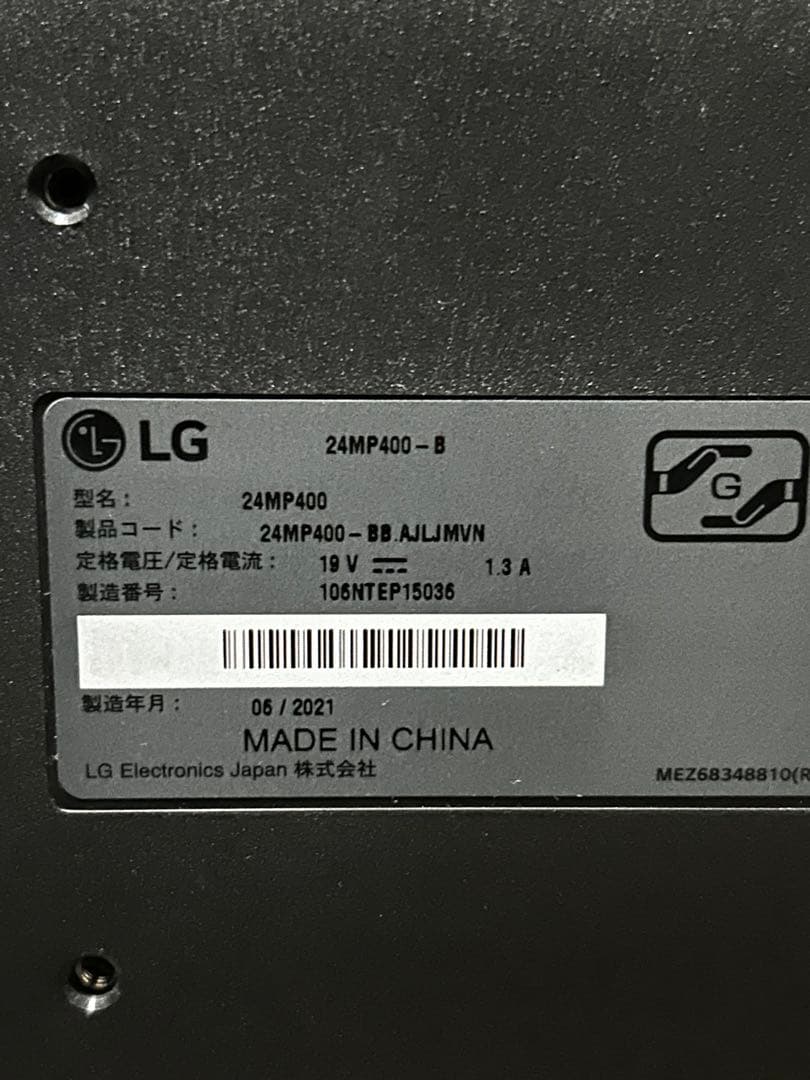 LG 24MP400-B
G
型名： 24MP400
製品コード： 24MP400-BB.AJLJMVN
定格電圧/定格電流： 19 V 1.3 A
製造番号： 106NTEP15036
製造年月： 06 / 2021
MADE IN CHINA
LG Electronics Japan 株式会社
MEZ68348810(R